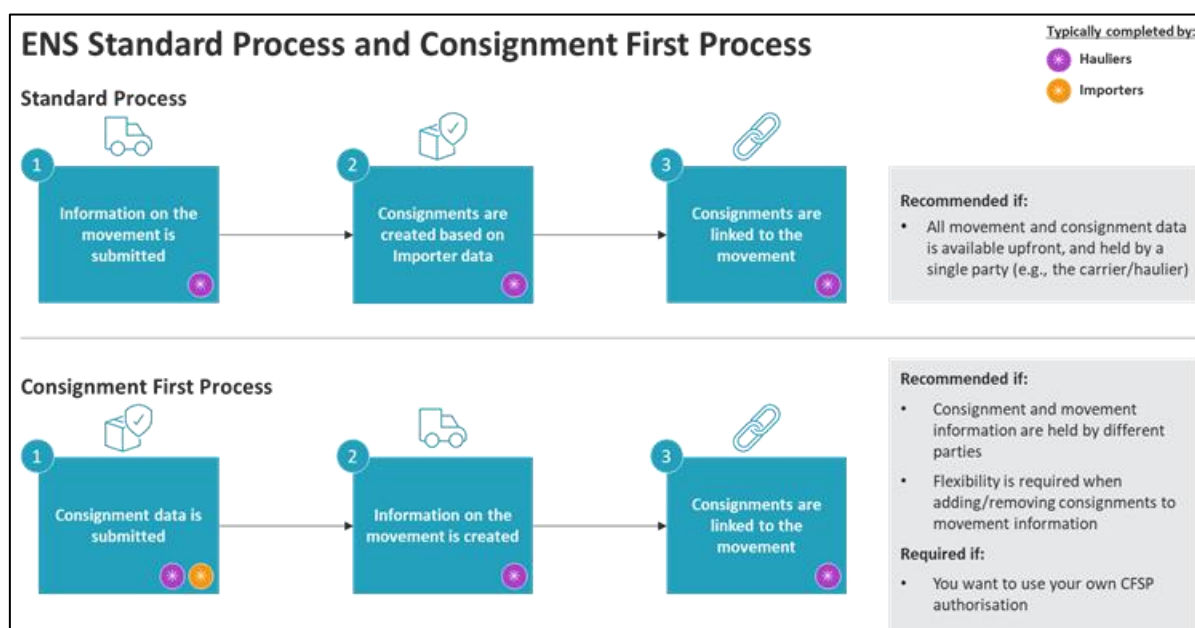 ENS Standard Process and Consignment First Process
Typically completed by:
Hauliers
Importers
Standard Process
1
Information on the
movement is
submitted
2
Consignments are
created based on
Importer data
3
Consignments are
linked to the
movement
Recommended if:
• All movement and consignment data
is available upfront, and held by a
single party (e.g., the carrier/haulier)
Consignment First Process
1
Consignment data is
submitted
2
Information on the
movement is created
3
Consignments are
linked to the
movement
Recommended if:
• Consignment and movement
information are held by different
parties
• Flexibility is required when
adding/removing consignments to
movement information
Required if:
• You want to use your own CFSP
authorisation